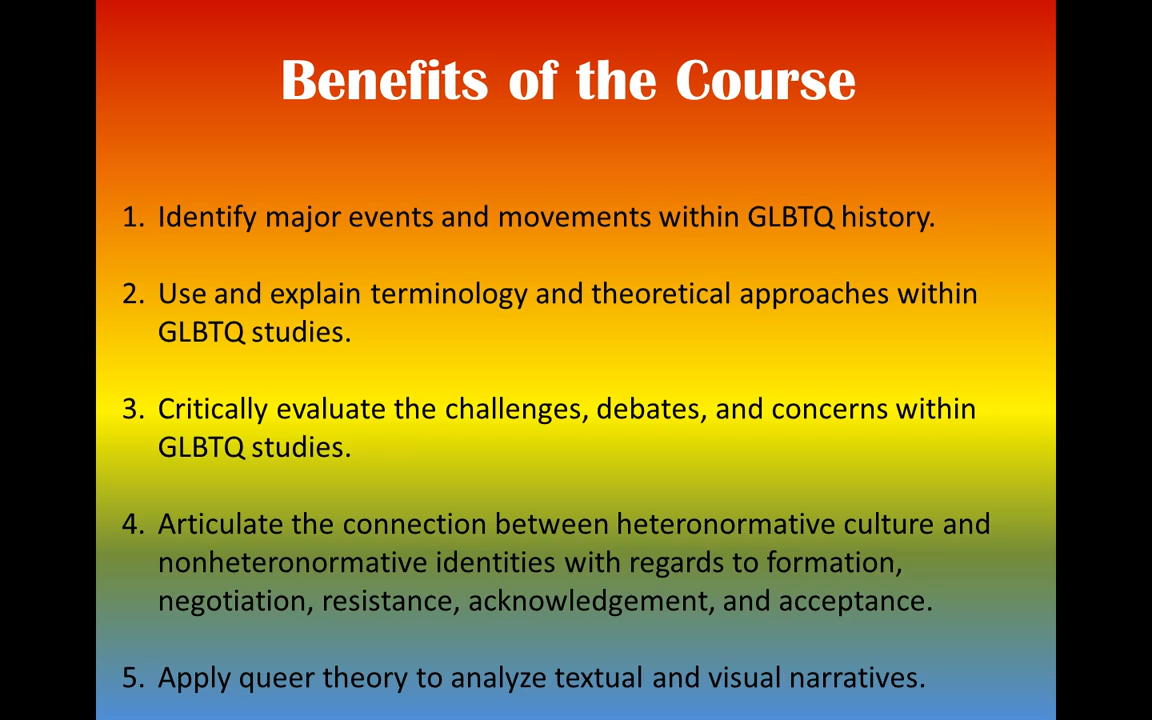 Benefits of the Course
1. Identify major events and movements within GLBTQ history.
2. Use and explain terminology and theoretical approaches within
GLBTQ studies.
3. Critically evaluate the challenges, debates, and concerns within
GLBTQ studies.
4. Articulate the connection between heteronormative culture and
nonheteronormative identities with regards to formation,
negotiation, resistance, acknowledgement, and acceptance.
5. Apply queer theory to analyze textual and visual narratives.